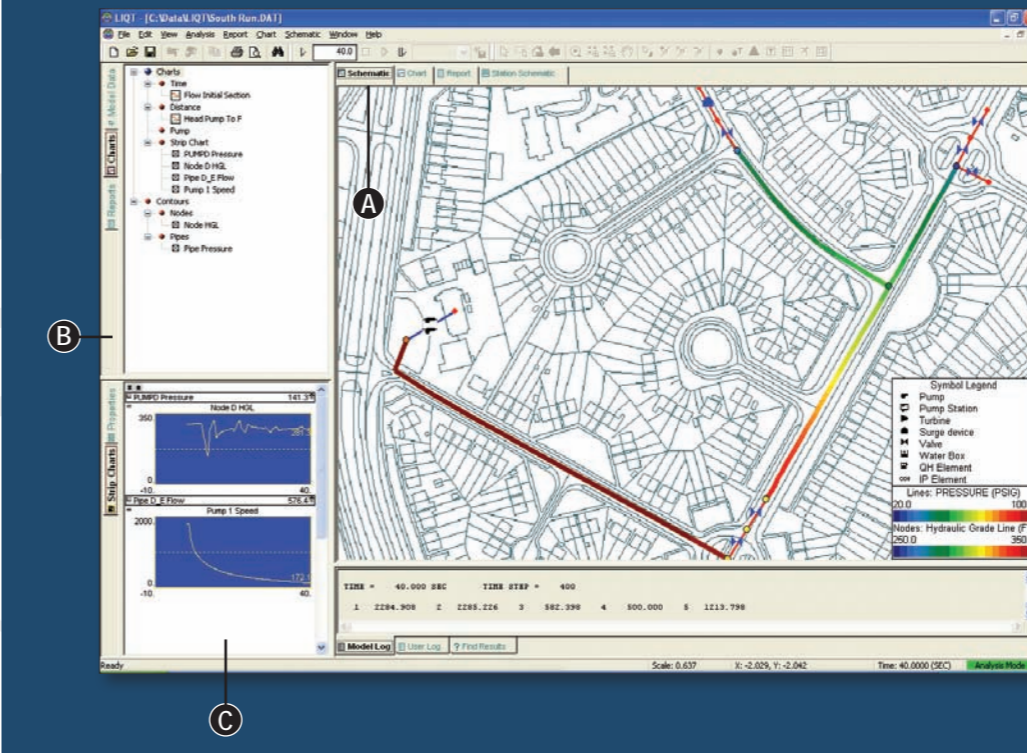 LIQT - [C:\Data\LIQT\South Run.DAT]
File Edit View Analysis Report Chart Schematic Window Help
40.0
Schematic Chart Report Station Schematic
Model Data
Charts
Reports
Charts
Time
Flow Initial Section
Distance
Head Pump To F
Pump
Strip Chart
PUMPD Pressure
Node D HGL
Pipe D_E Flow
Pump 1 Speed
Contours
Nodes
Node HGL
Pipes
Pipe Pressure
A
B
Properties
Strip Charts
PUMPD Pressure 141.3
Node D HGL
350.
-10. 40.
Pipe D_E Flow 576.4
Pump 1 Speed
2000.
0.
-10. 40.
Symbol Legend
Pump
Pump Station
Turbine
Surge device
Valve
Water Box
QH Element
IP Element
Lines: PRESSURE (PSIG)
20.0 100
Nodes: Hydraulic Grade Line (F
260.0 350
TIME = 40.000 SEC TIME STEP = 400
1 2284.908 2 2285.226 3 582.398 4 500.000 5 1213.798
Model Log User Log ? Find Results
Ready Scale: 0.637 X: -2.029, Y: -2.042 Time: 40.0000 (SEC) Analysis Mode
C